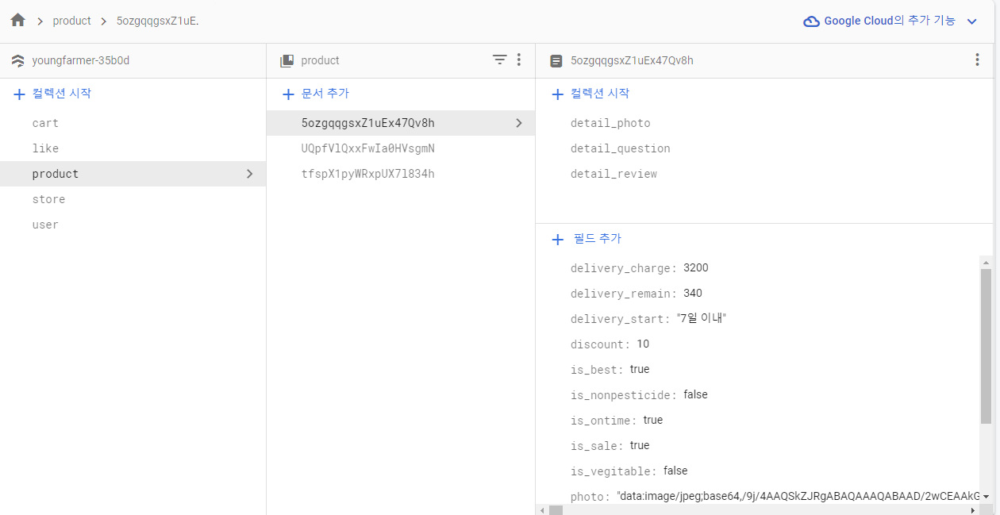 product
5ozgqqgsxZ1uE.
Google Cloud의 추가 기능
youngfarmer-35b0d
컬렉션 시작
cart
like
product
store
user
product
문서 추가
5ozgqqgsxZ1uEx47Qv8h
UQpfVlQxxFwIa0HVsgmN
tfspX1pyWRxpUX7l834h
5ozgqqgsxZ1uEx47Qv8h
컬렉션 시작
detail_photo
detail_question
detail_review
필드 추가
delivery_charge: 3200
delivery_remain: 340
delivery_start: "7일 이내"
discount: 10
is_best: true
is_nonpesticide: false
is_ontime: true
is_sale: true
is_vegitable: false
photo: "data:image/jpeg;base64,/9j/4AAQSkZJRgABAQAAAQABAAD/2wCEAAkG